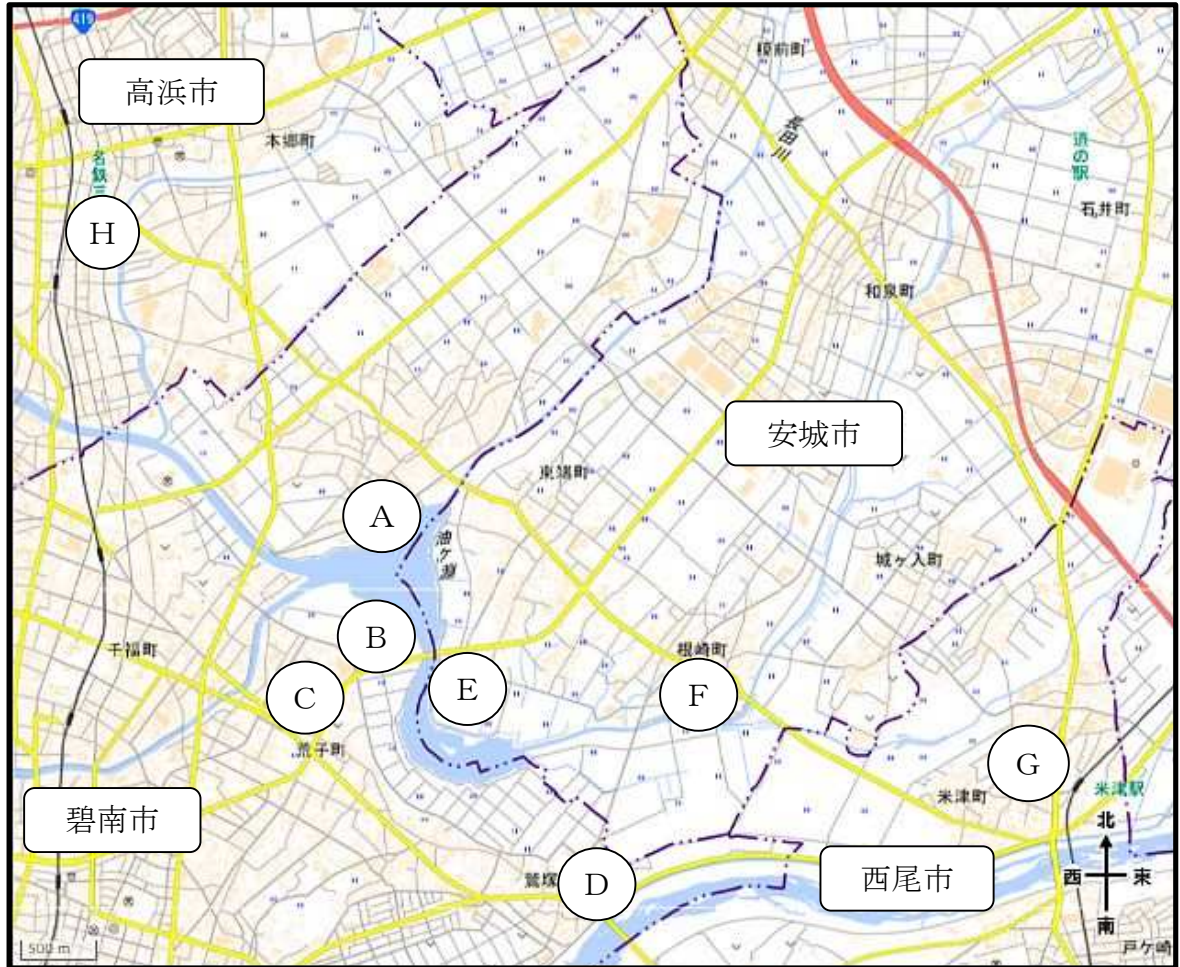 419
高浜市
榎前町
本郷町
長田川
名鉄三
浜の駅
H
石井町
和泉町
安城市
東端町
A
油ヶ淵
城ヶ入町
B
千福町
根崎町
E
C
F
荒子町
G
碧南市
米津町
米津駅
北
西
東
南
西尾市
鷲塚
D
戸ケ崎
500 m